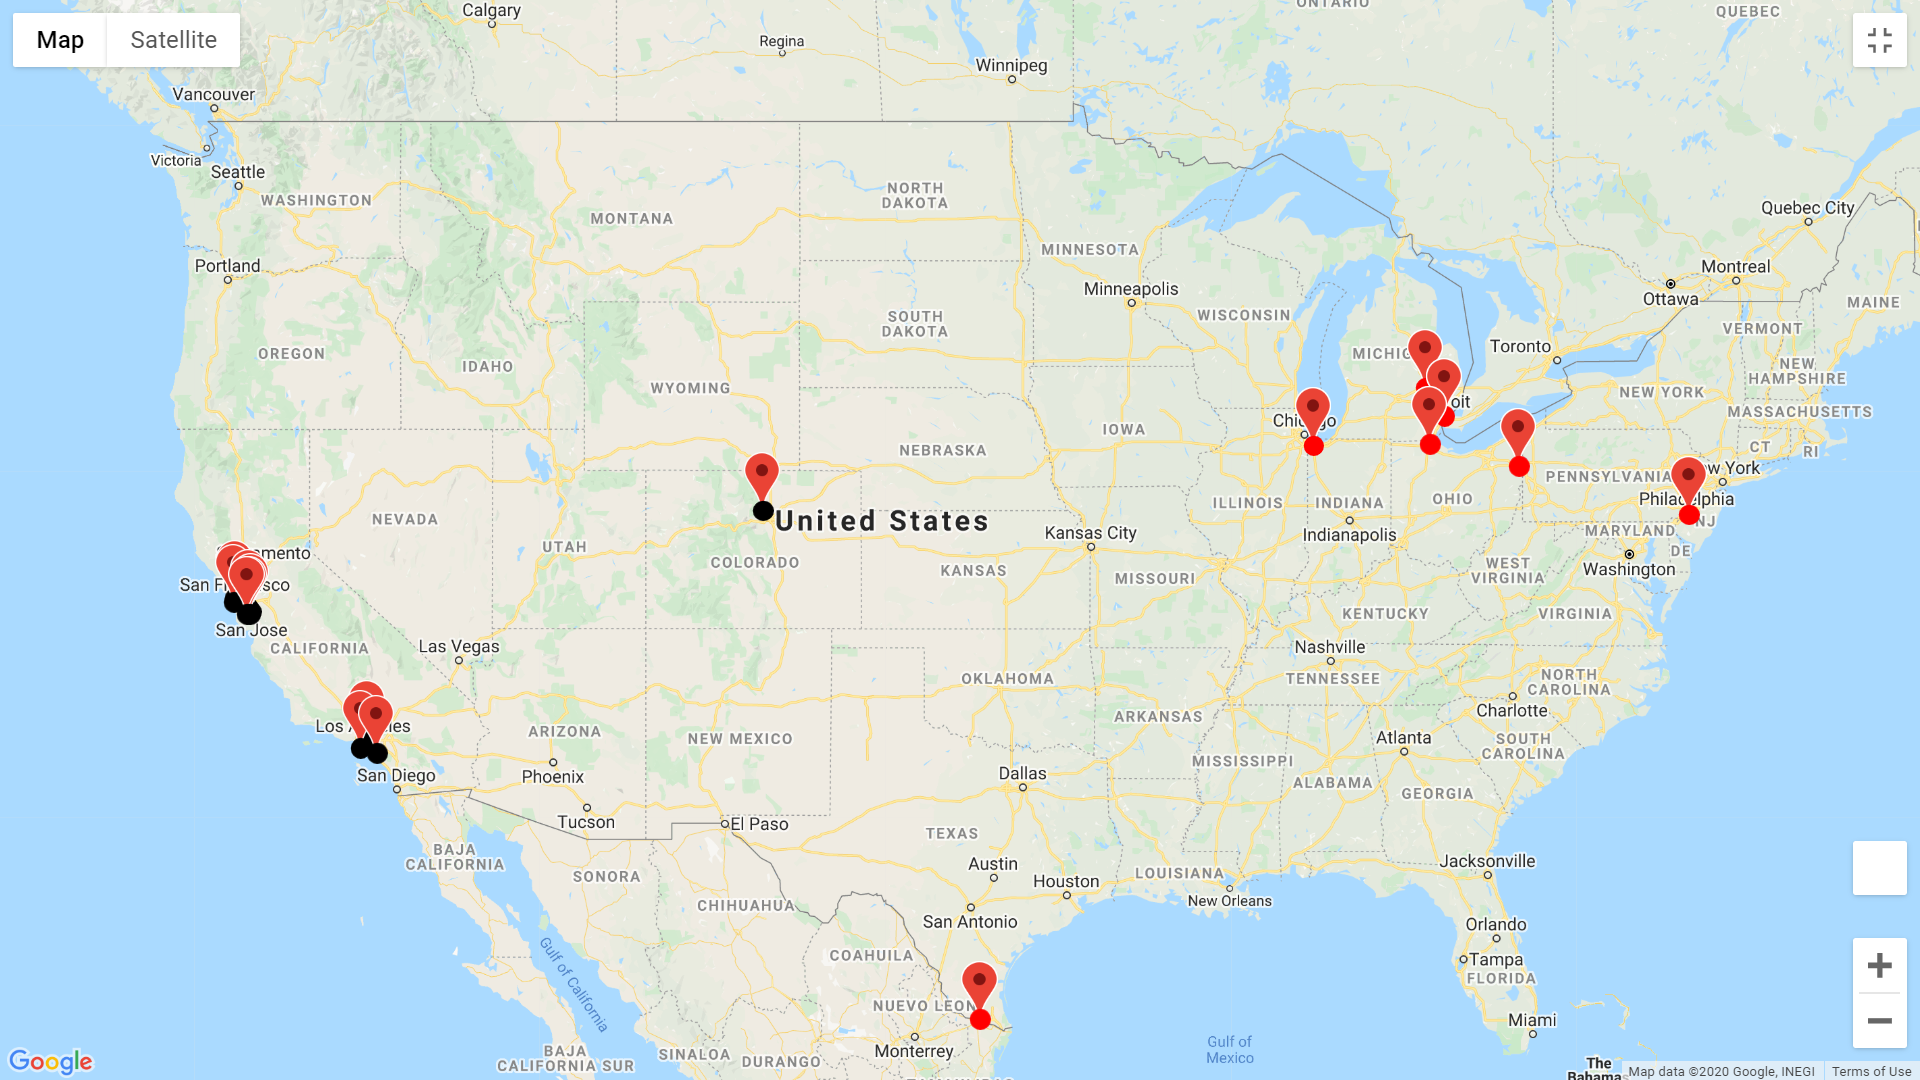 Map
Satellite
Calgary
Regina
Winnipeg
ONTARIO
QUEBEC
Vancouver
Victoria
Seattle
WASHINGTON
MONTANA
NORTH
DAKOTA
MINNESOTA
Quebec City
Portland
Montreal
Ottawa
Minneapolis
MAINE
SOUTH
DAKOTA
WISCONSIN
VERMONT
Toronto
OREGON
IDAHO
WYOMING
NEW
HAMPSHIRE
NEW YORK
MASSACHUSETTS
IOWA
CT
RI
NEBRASKA
PENNSYLVANIA
ILLINOIS
INDIANA
OHIO
NEVADA
United States
NJ
MARYLAND
Kansas City
Indianapolis
DE
UTAH
COLORADO
KANSAS
MISSOURI
WEST
VIRGINIA
Washington
San Jose
KENTUCKY
VIRGINIA
CALIFORNIA
Las Vegas
Nashville
TENNESSEE
OKLAHOMA
NORTH
CAROLINA
Charlotte
ARIZONA
NEW MEXICO
ARKANSAS
Atlanta
SOUTH
CAROLINA
San Diego
Phoenix
Dallas
MISSISSIPPI
ALABAMA
GEORGIA
Tucson
El Paso
TEXAS
BAJA
CALIFORNIA
SONORA
Austin
Houston
LOUISIANA
Jacksonville
CHIHUAHUA
San Antonio
New Orleans
Orlando
Gulf of California
COAHUILA
Tampa
FLORIDA
NUEVO LEON
Miami
Monterrey
Gulf of
Mexico
BAJA
CALIFORNIA SUR
SINALOA
DURANGO
The
Bahamas
Google
Map data ©2020 Google, INEGI
Terms of Use